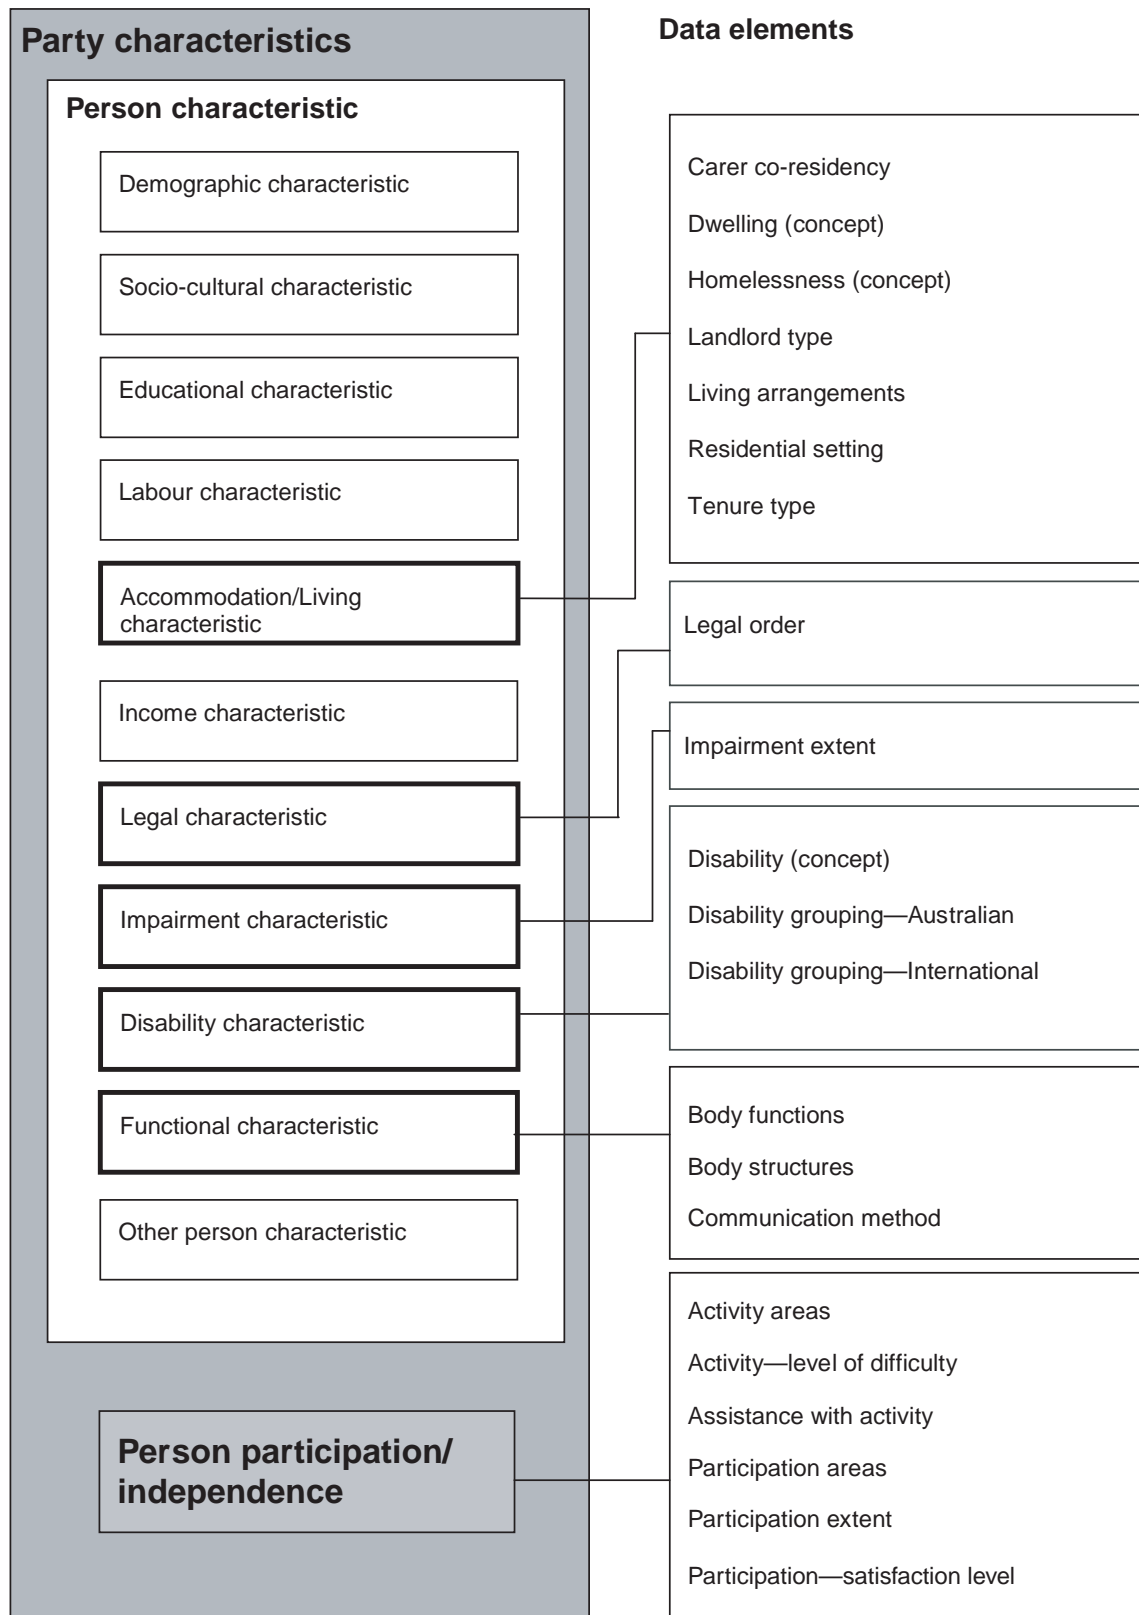 Party characteristics
Person characteristic
Demographic characteristic
Socio-cultural characteristic
Educational characteristic
Labour characteristic
Accommodation/Living
characteristic
Income characteristic
Legal characteristic
Impairment characteristic
Disability characteristic
Functional characteristic
Other person characteristic
Person participation/
independence
Data elements
Carer co-residency
Dwelling (concept)
Homelessness (concept)
Landlord type
Living arrangements
Residential setting
Tenure type
Legal order
Impairment extent
Disability (concept)
Disability grouping—Australian
Disability grouping—International
Body functions
Body structures
Communication method
Activity areas
Activity—level of difficulty
Assistance with activity
Participation areas
Participation extent
Participation—satisfaction level